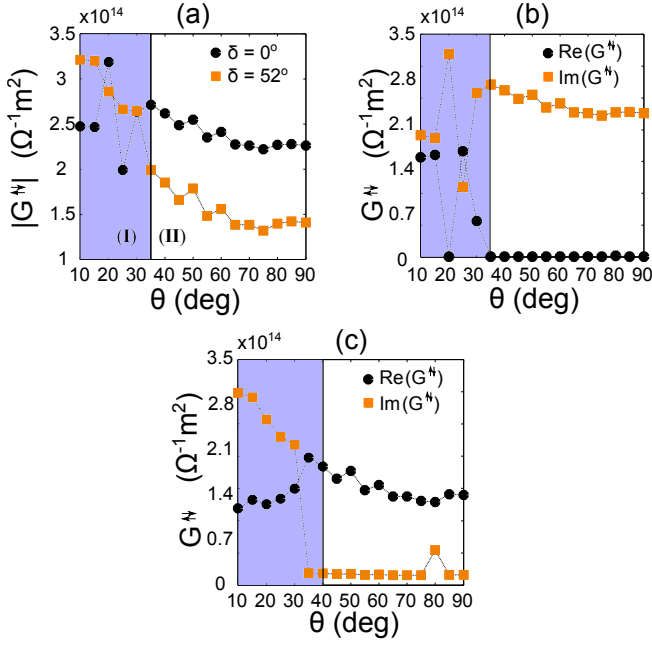 (a)
x10¹⁴
3.5
3
2.5
2
1.5
1
|G⇅| (Ω⁻¹m²)
δ = 0º
δ = 52º
(I)
(II)
10 20 30 40 50 60 70 80 90
θ (deg)
(b)
x10¹⁴
3.5
2.8
2.1
1.4
0.7
0
G⇅ (Ω⁻¹m²)
Re(G⇅)
Im(G⇅)
10 20 30 40 50 60 70 80 90
θ (deg)
(c)
x10¹⁴
3.5
2.8
2.1
1.4
0.7
0
G⇅ (Ω⁻¹m²)
Re(G⇅)
Im(G⇅)
10 20 30 40 50 60 70 80 90
θ (deg)